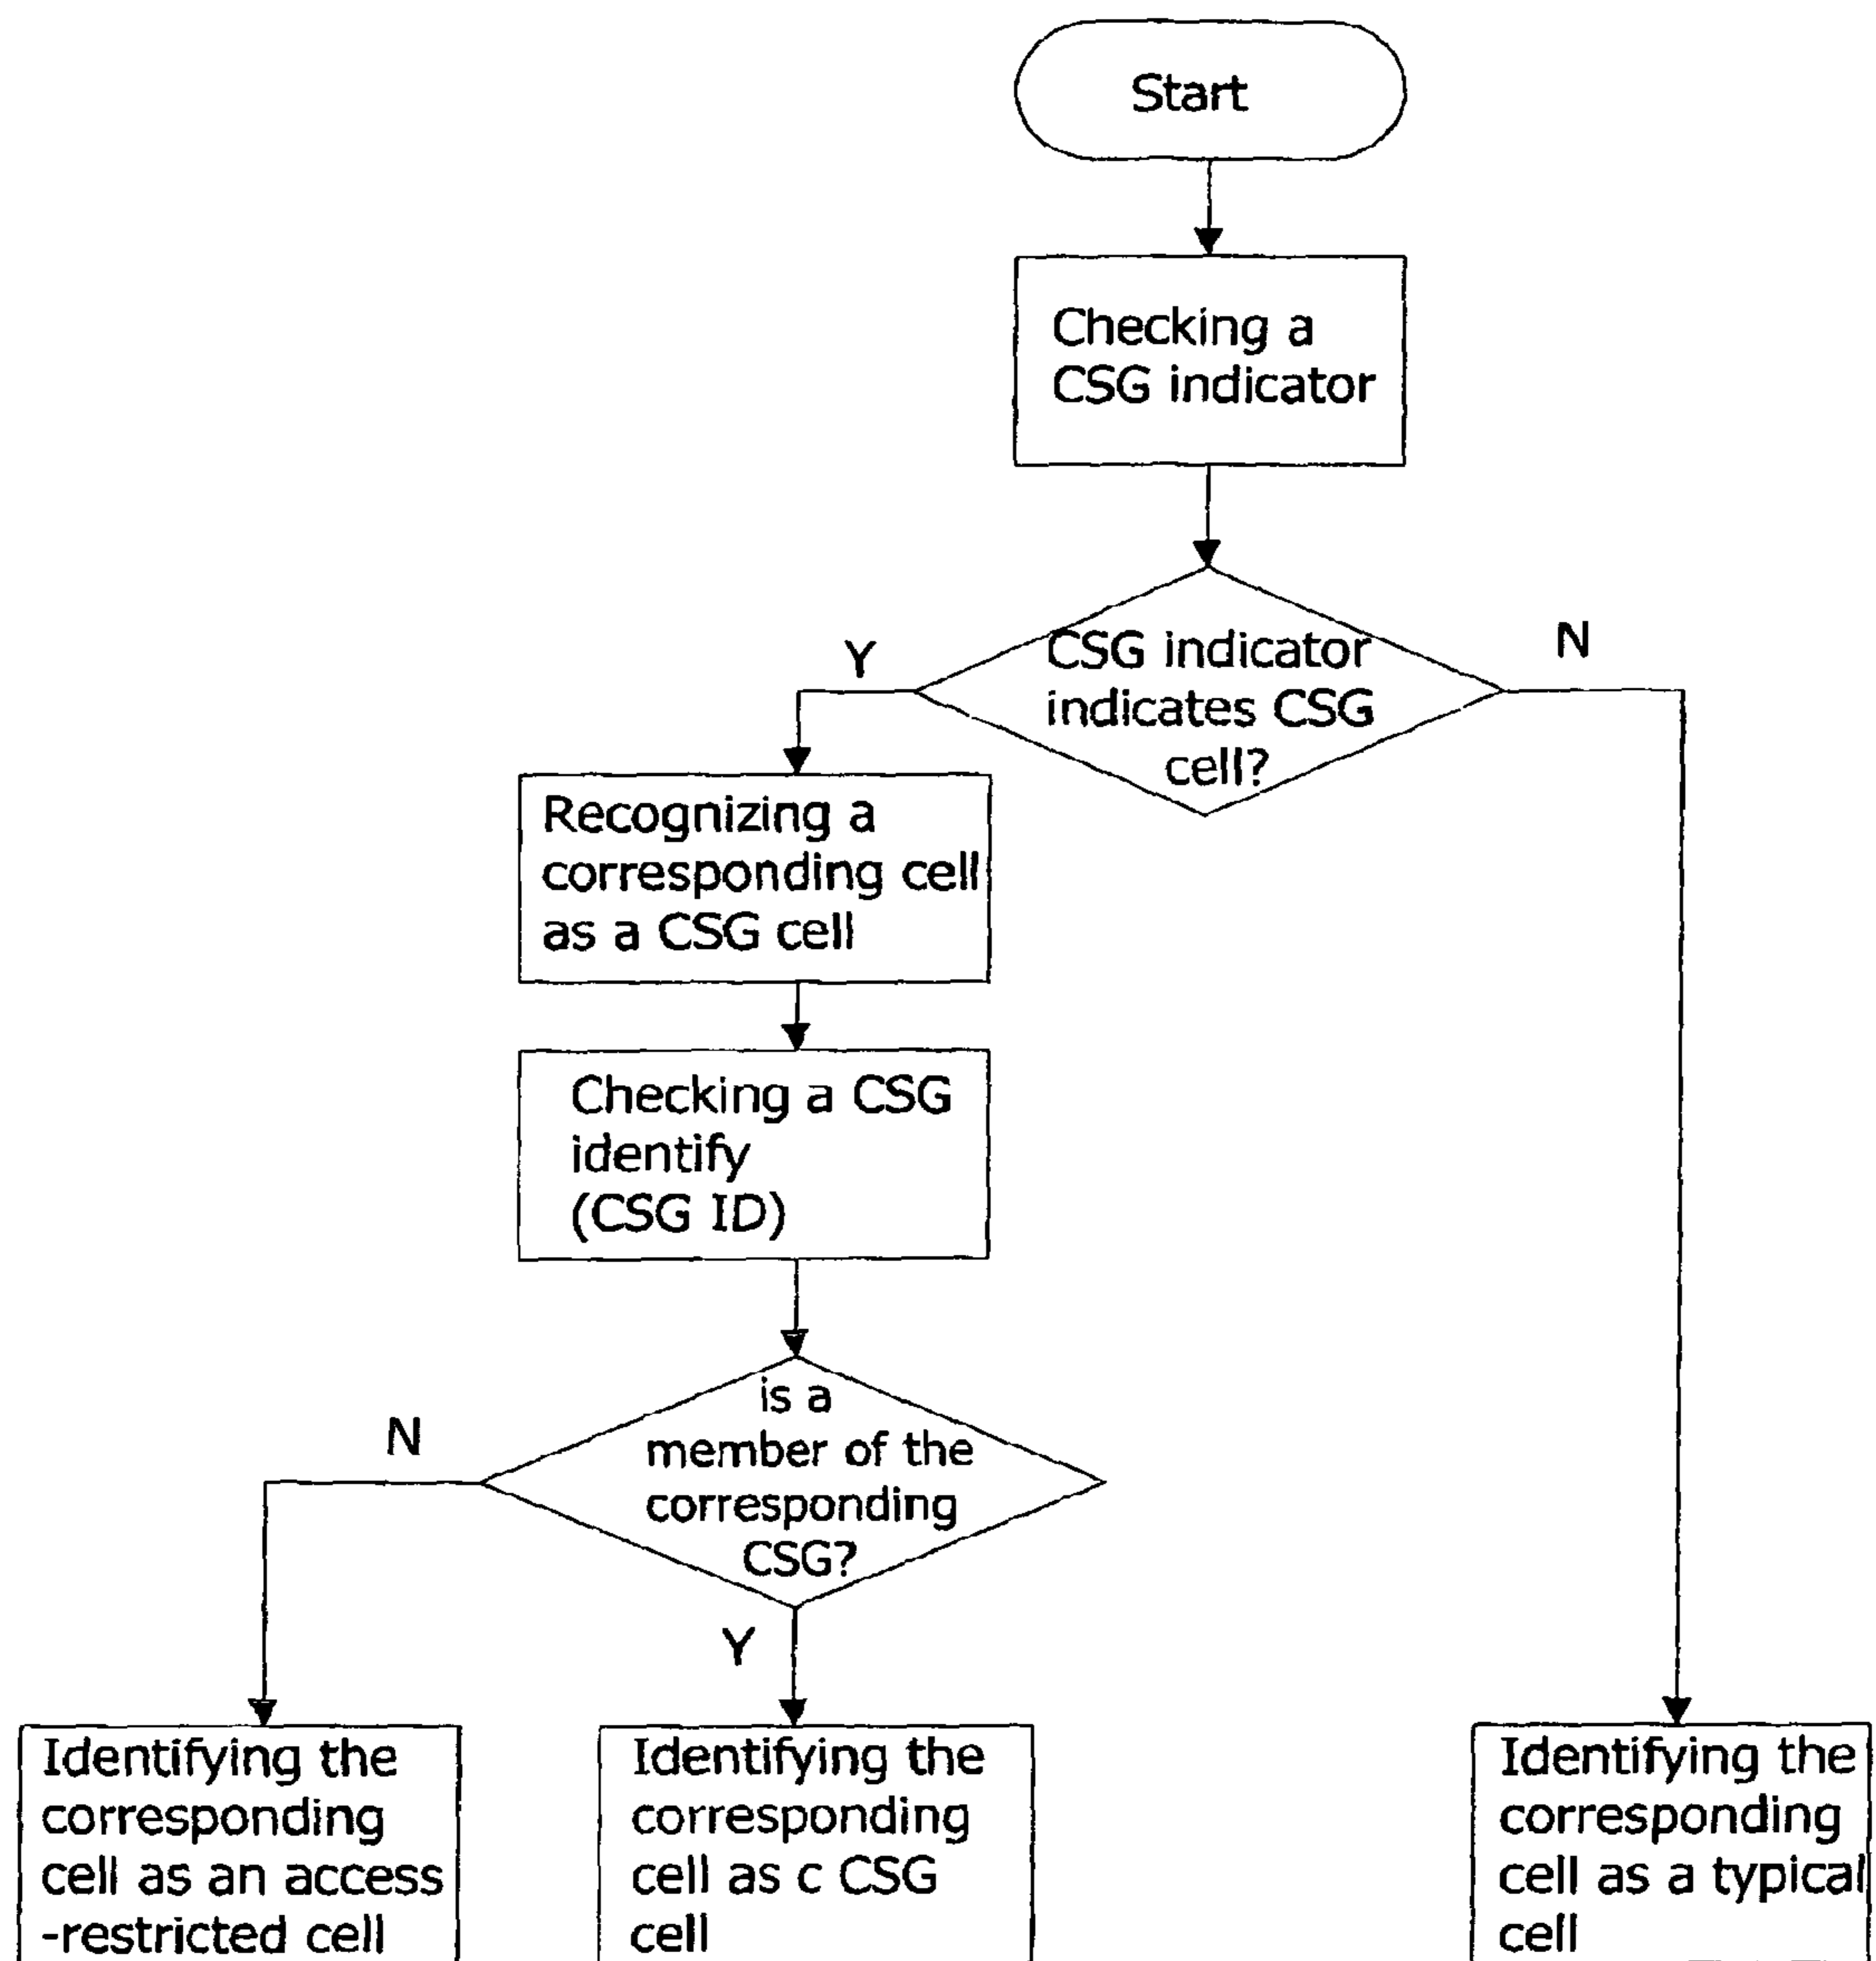 Start
Checking a
CSG indicator
CSG indicator
indicates CSG
cell?
Y
N
Recognizing a
corresponding cell
as a CSG cell
Checking a CSG
identify
(CSG ID)
is a
member of the
corresponding
CSG?
N
Y
Identifying the
corresponding
cell as an access
-restricted cell
Identifying the
corresponding
cell as c CSG
cell
Identifying the
corresponding
cell as a typical
cell